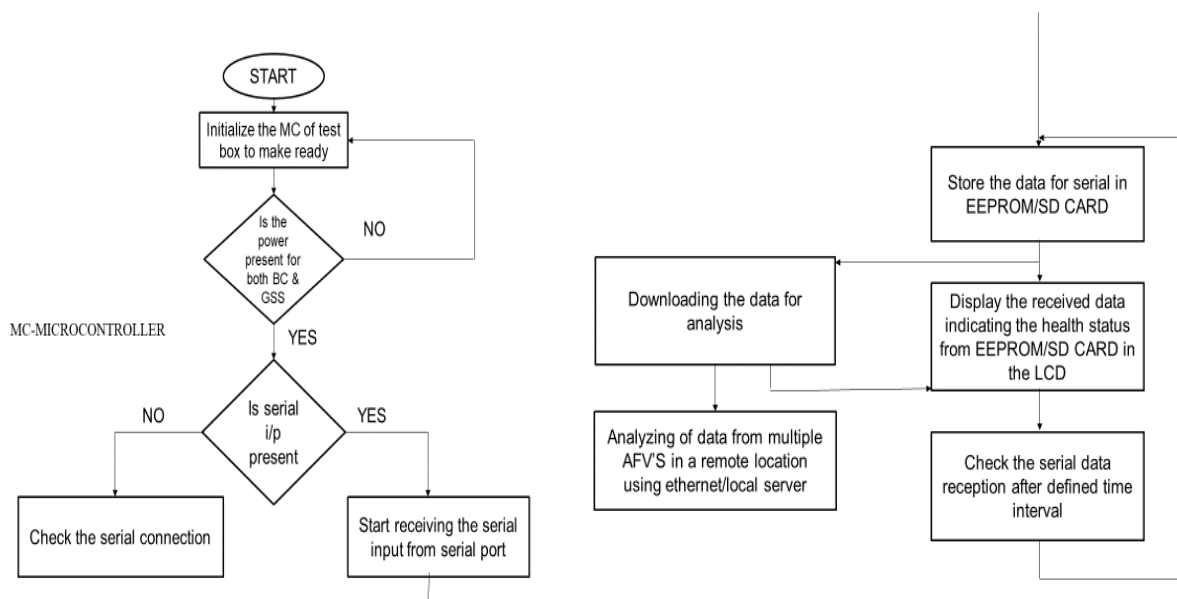 START
Initialize the MC of test
box to make ready
Is the
power
present for
both BC &
GSS
NO
YES
MC-MICROCONTROLLER
Is serial
i/p
present
NO
YES
Check the serial connection
Start receiving the serial
input from serial port
Store the data for serial in
EEPROM/SD CARD
Downloading the data for
analysis
Display the received data
indicating the health status
from EEPROM/SD CARD in
the LCD
Analyzing of data from multiple
AFV'S in a remote location
using ethernet/local server
Check the serial data
reception after defined time
interval